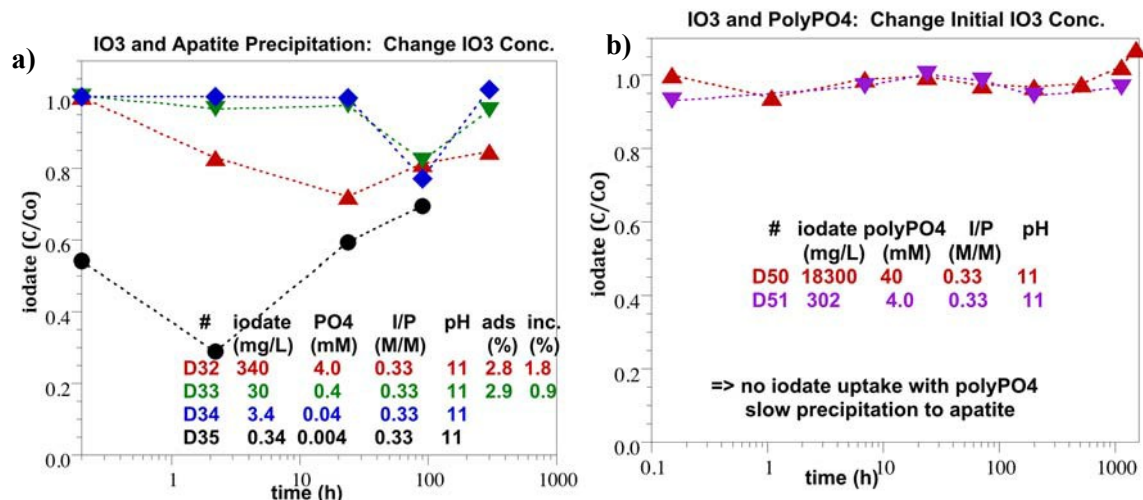 a)
IO3 and Apatite Precipitation: Change IO3 Conc.
iodate (C/Co)
1.0
0.8
0.6
0.4
0.2
0.0
# iodate PO4 I/P pH ads inc.
(mg/L) (mM) (M/M) (%) (%)
D32 340 4.0 0.33 11 2.8 1.8
D33 30 0.4 0.33 11 2.9 0.9
D34 3.4 0.04 0.33 11
D35 0.34 0.004 0.33 11
1 10 100 1000
time (h)
b)
IO3 and PolyPO4: Change Initial IO3 Conc.
iodate (C/Co)
1.0
0.8
0.6
0.4
0.2
0.0
# iodate polyPO4 I/P pH
(mg/L) (mM) (M/M)
D50 18300 40 0.33 11
D51 302 4.0 0.33 11
=> no iodate uptake with polyPO4
slow precipitation to apatite
0.1 1 10 100 1000
time (h)